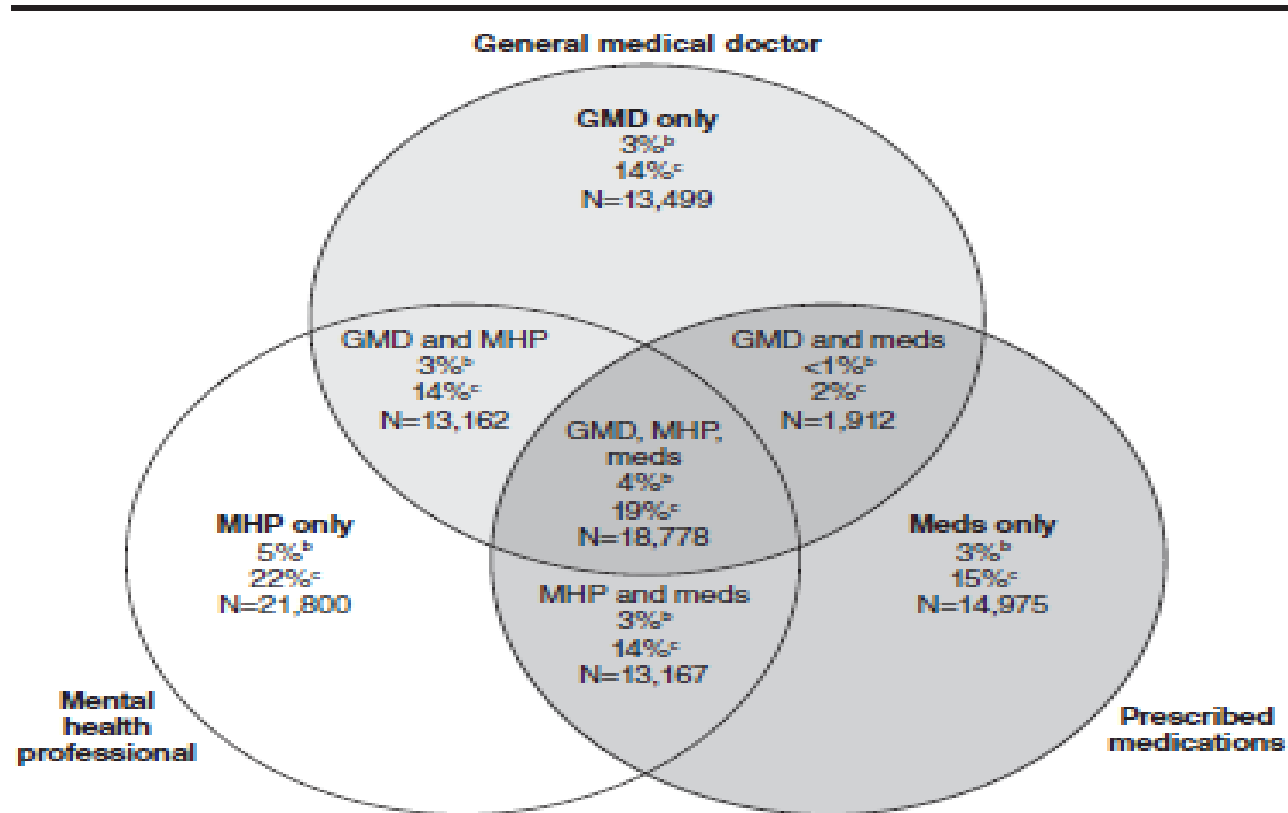 General medical doctor
GMD only
3%ᵇ
14%ᶜ
N=13,499
GMD and MHP
3%ᵇ
14%ᶜ
N=13,162
GMD and meds
<1%ᵇ
2%ᶜ
N=1,912
GMD, MHP,
meds
4%ᵇ
19%ᶜ
N=18,778
MHP only
5%ᵇ
22%ᶜ
N=21,800
Meds only
3%ᵇ
15%ᶜ
N=14,975
MHP and meds
3%ᵇ
14%ᶜ
N=13,167
Mental
health
professional
Prescribed
medications